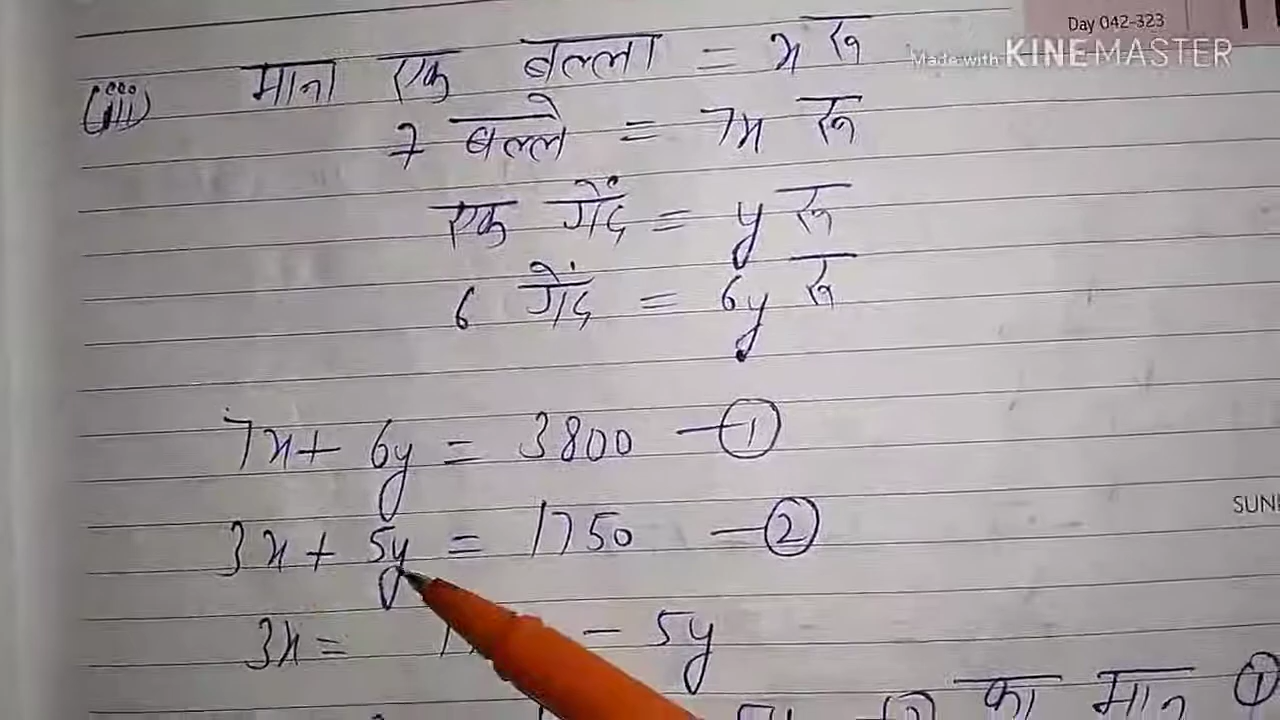 Day 042-323
Made with KINEMASTER
(iii) माना एक बल्ला = x रू
7 बल्ले = 7x रू
एक गेंद = y रू
6 गेंद = 6y रू
7x + 6y = 3800 — ①
3x + 5y = 1750 — ②
SUN
3x = 1 – 5y
का मान ①